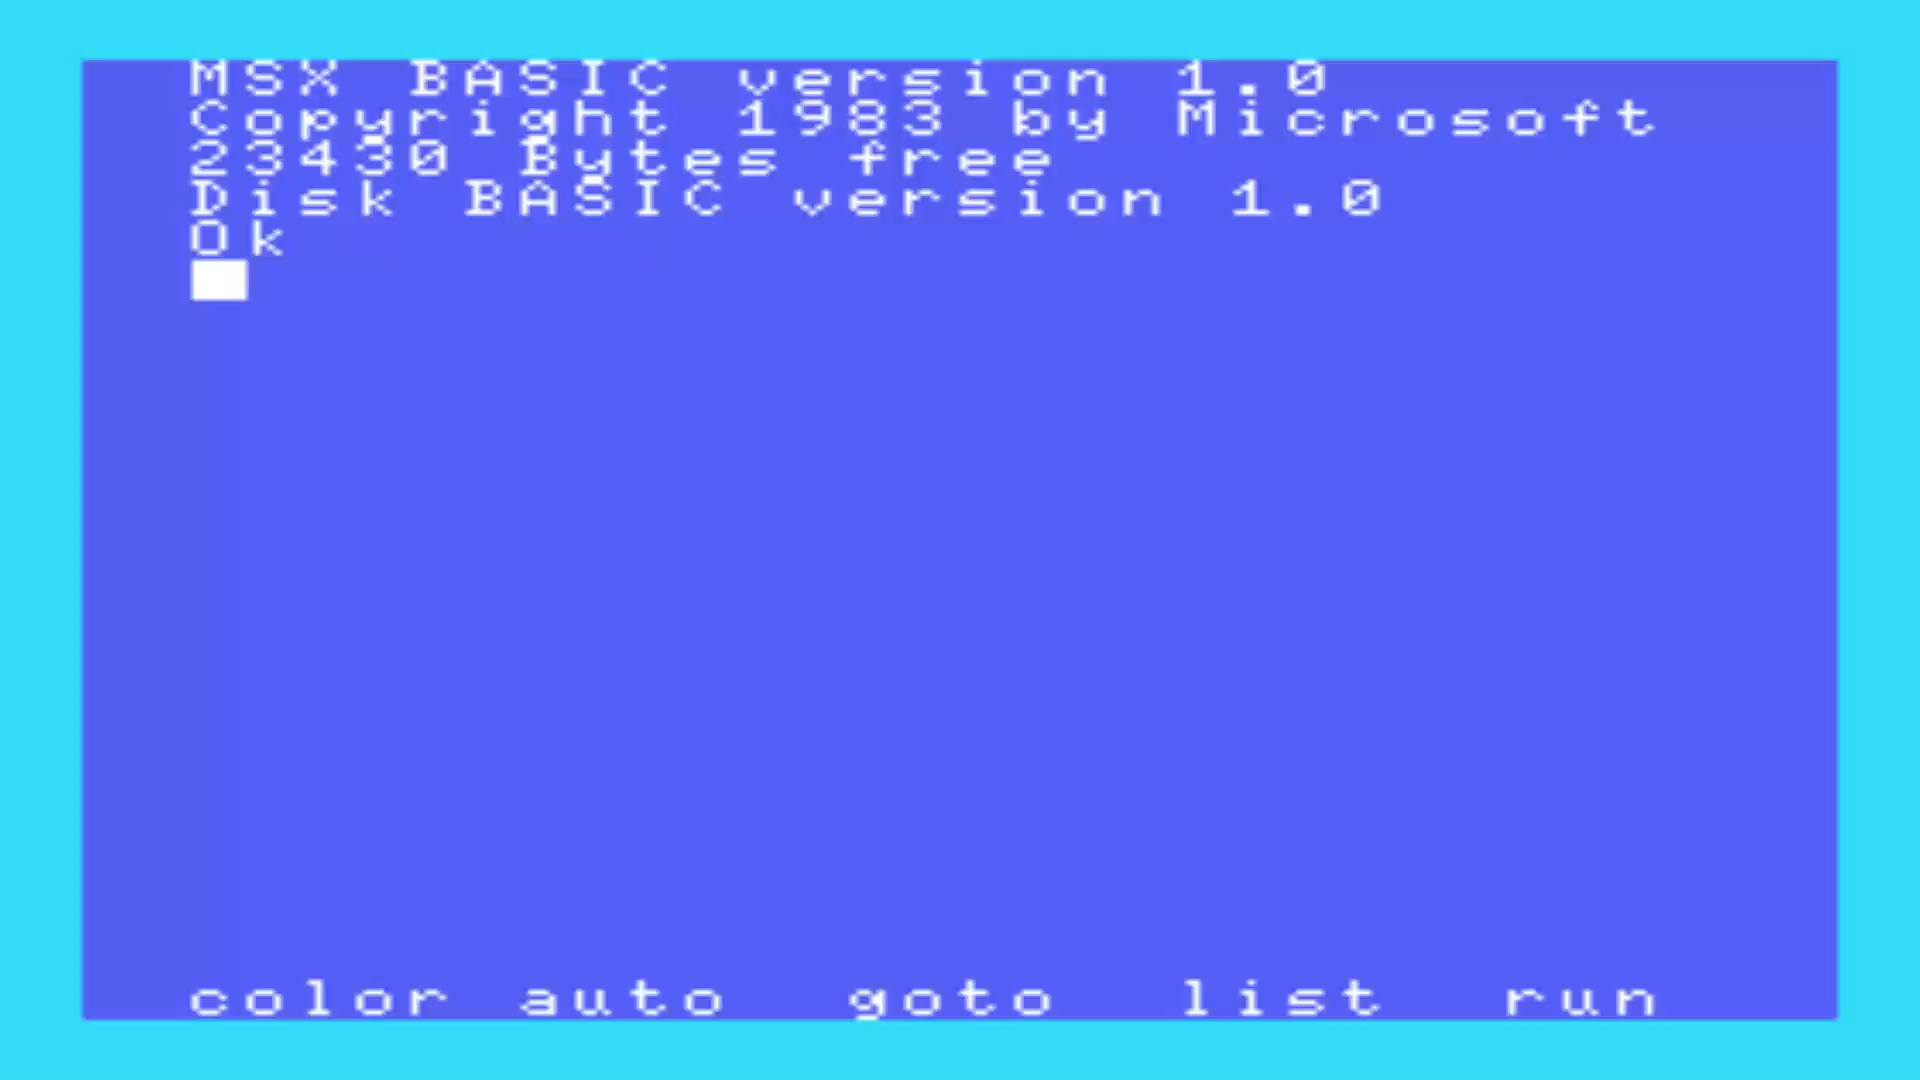 MSX BASIC version 1.0
Copyright 1983 by Microsoft
23430 Bytes free
Disk BASIC version 1.0
Ok
color auto goto list run